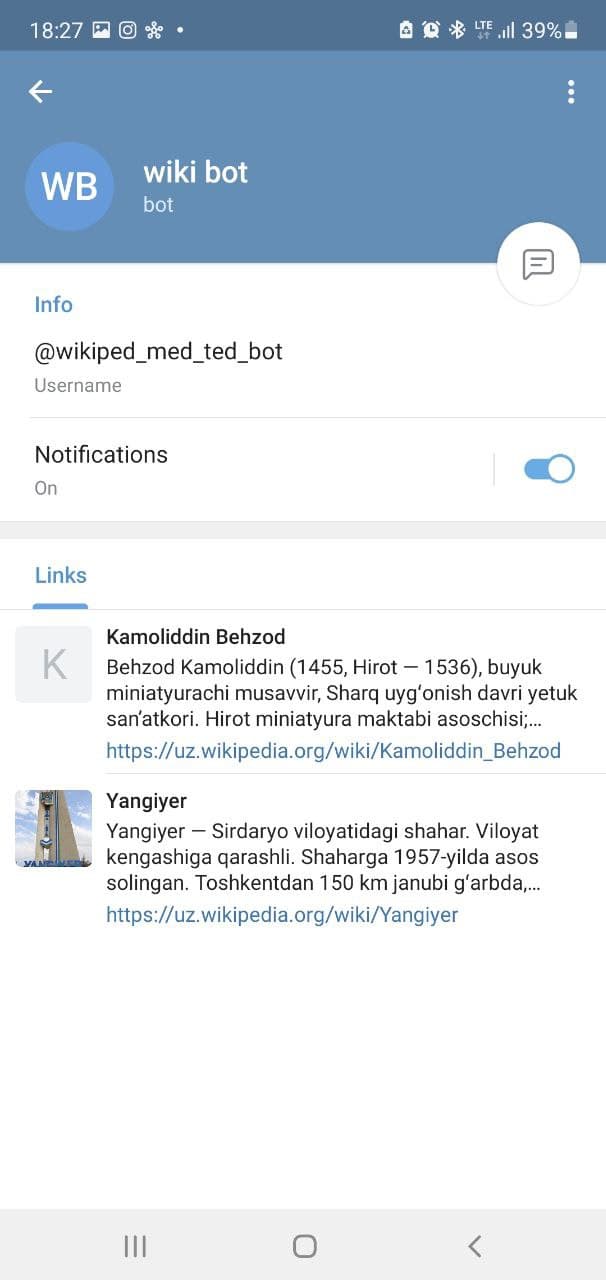 18:27
LTE
39%
WB
wiki bot
bot
Info
@wikiped_med_ted_bot
Username
Notifications
On
Links
K
Kamoliddin Behzod
Behzod Kamoliddin (1455, Hirot — 1536), buyuk
miniatyurachi musavvir, Sharq uygʻonish davri yetuk
sanʼatkori. Hirot miniatyura maktabi asoschisi;...
https://uz.wikipedia.org/wiki/Kamoliddin_Behzod
Yangiyer
YANGIYER
Yangiyer — Sirdaryo viloyatidagi shahar. Viloyat
kengashiga qarashli. Shaharga 1957-yilda asos
solingan. Toshkentdan 150 km janubi gʻarbda,...
https://uz.wikipedia.org/wiki/Yangiyer